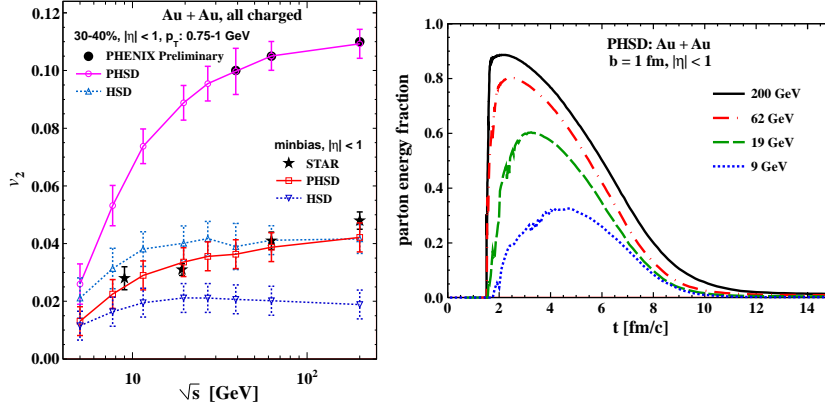 Au + Au, all charged
30-40%, |η| < 1, p_T: 0.75-1 GeV
PHENIX Preliminary
PHSD
HSD
minbias, |η| < 1
STAR
PHSD
HSD
v₂
0.12
0.10
0.08
0.06
0.04
0.02
0.00
10
10²
√s [GeV]
PHSD: Au + Au
b = 1 fm, |η| < 1
200 GeV
62 GeV
19 GeV
9 GeV
parton energy fraction
1.0
0.8
0.6
0.4
0.2
0.0
0 2 4 6 8 10 12 14
t [fm/c]